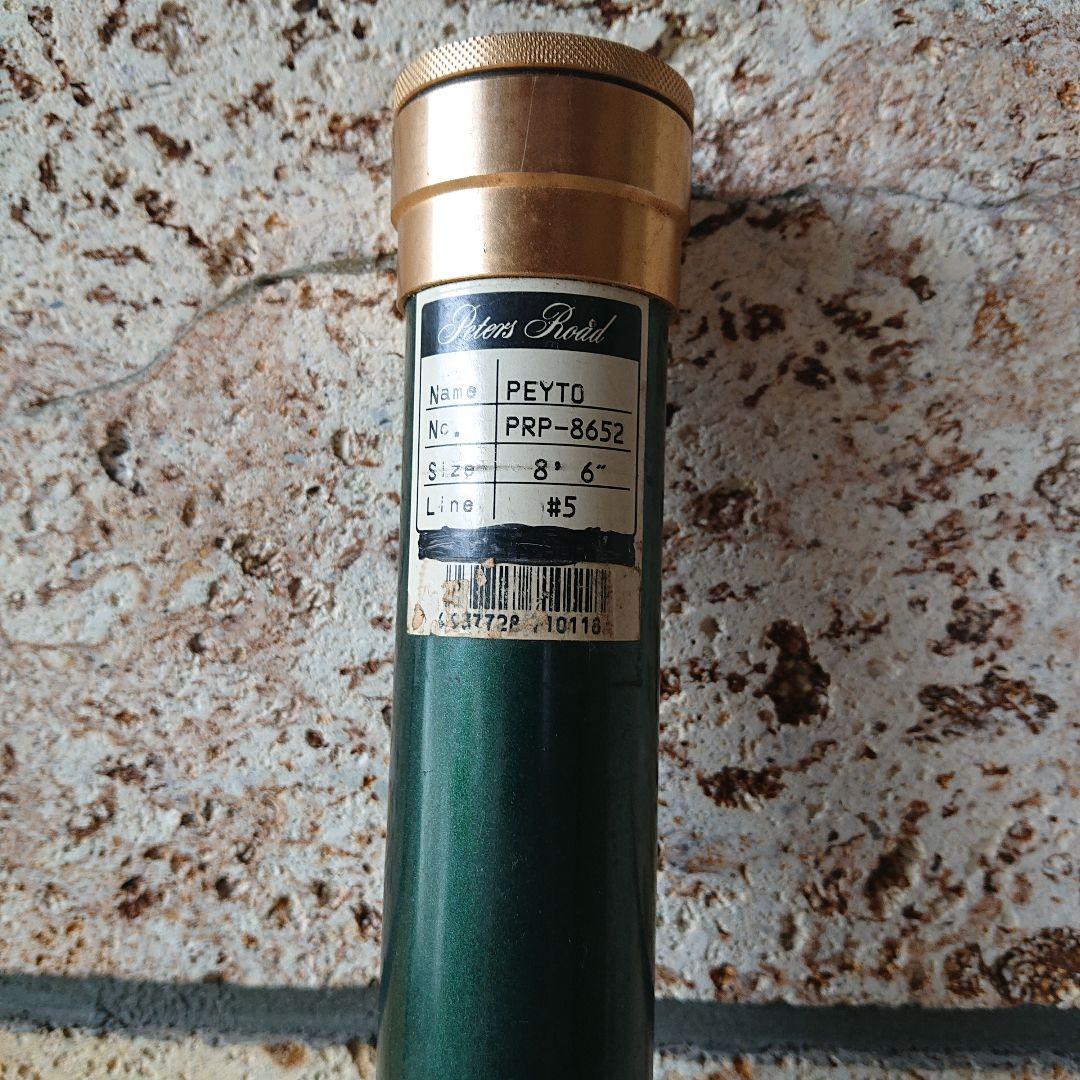 Peters Road
Name PEYTO
No. PRP-8652
Size 8' 6"
Line #5